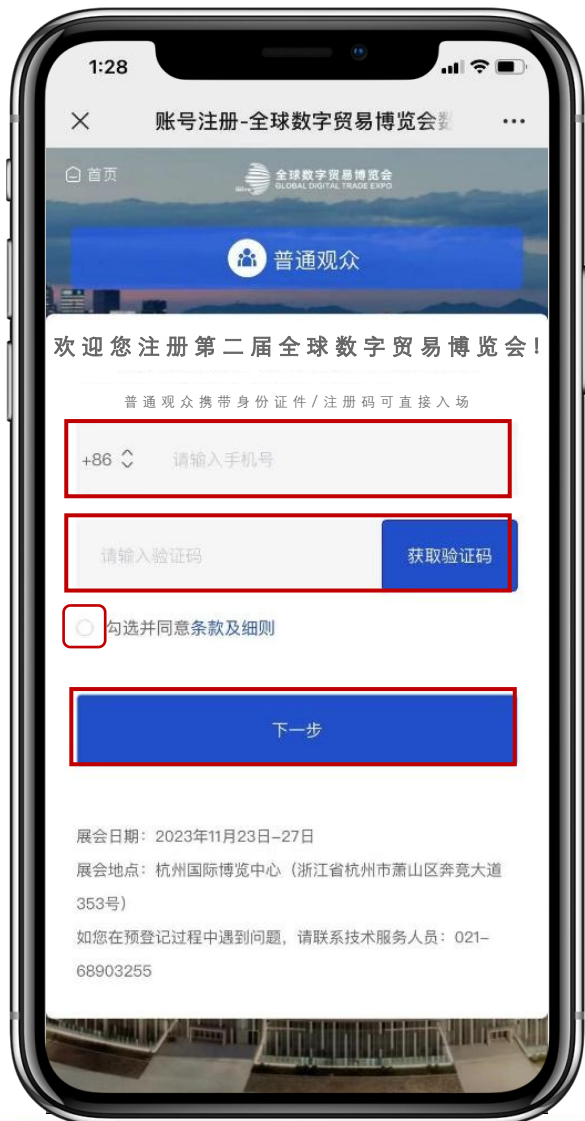 1:28
账号注册-全球数字贸易博览会数
首页
全球数字贸易博览会
GLOBAL DIGITAL TRADE EXPO
普通观众
欢迎您注册第二届全球数字贸易博览会!
普通观众携带身份证件/注册码可直接入场
+86 请输入手机号
请输入验证码 获取验证码
勾选并同意条款及细则
下一步
展会日期：2023年11月23日-27日
展会地点：杭州国际博览中心（浙江省杭州市萧山区奔竞大道
353号）
如您在预登记过程中遇到问题，请联系技术服务人员：021-
68903255